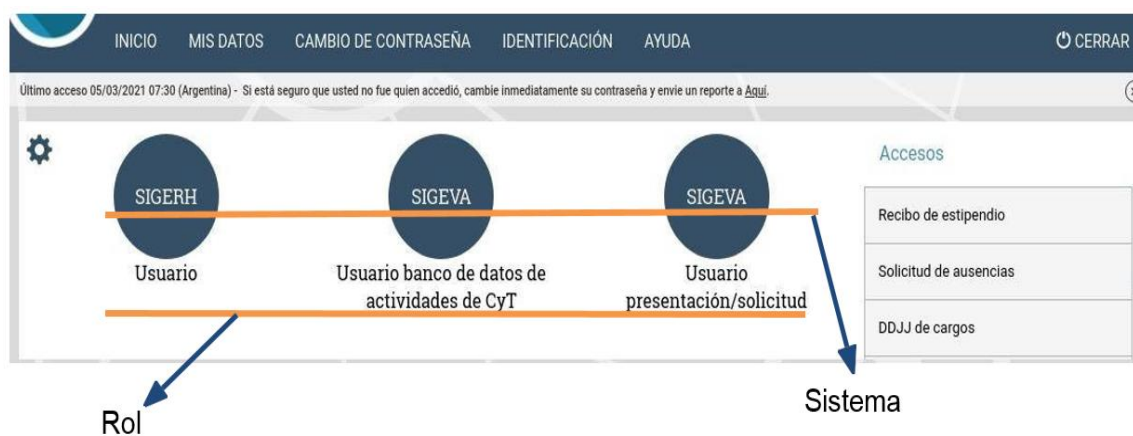 INICIO MIS DATOS CAMBIO DE CONTRASEÑA IDENTIFICACIÓN AYUDA CERRAR
Último acceso 05/03/2021 07:30 (Argentina) - Si está seguro que usted no fue quien accedió, cambie inmediatamente su contraseña y envie un reporte a Aquí.
SIGERH SIGEVA SIGEVA
Usuario Usuario banco de datos de Usuario
actividades de CyT presentación/solicitud
Accesos
Recibo de estipendio
Solicitud de ausencias
DDJJ de cargos
Rol Sistema